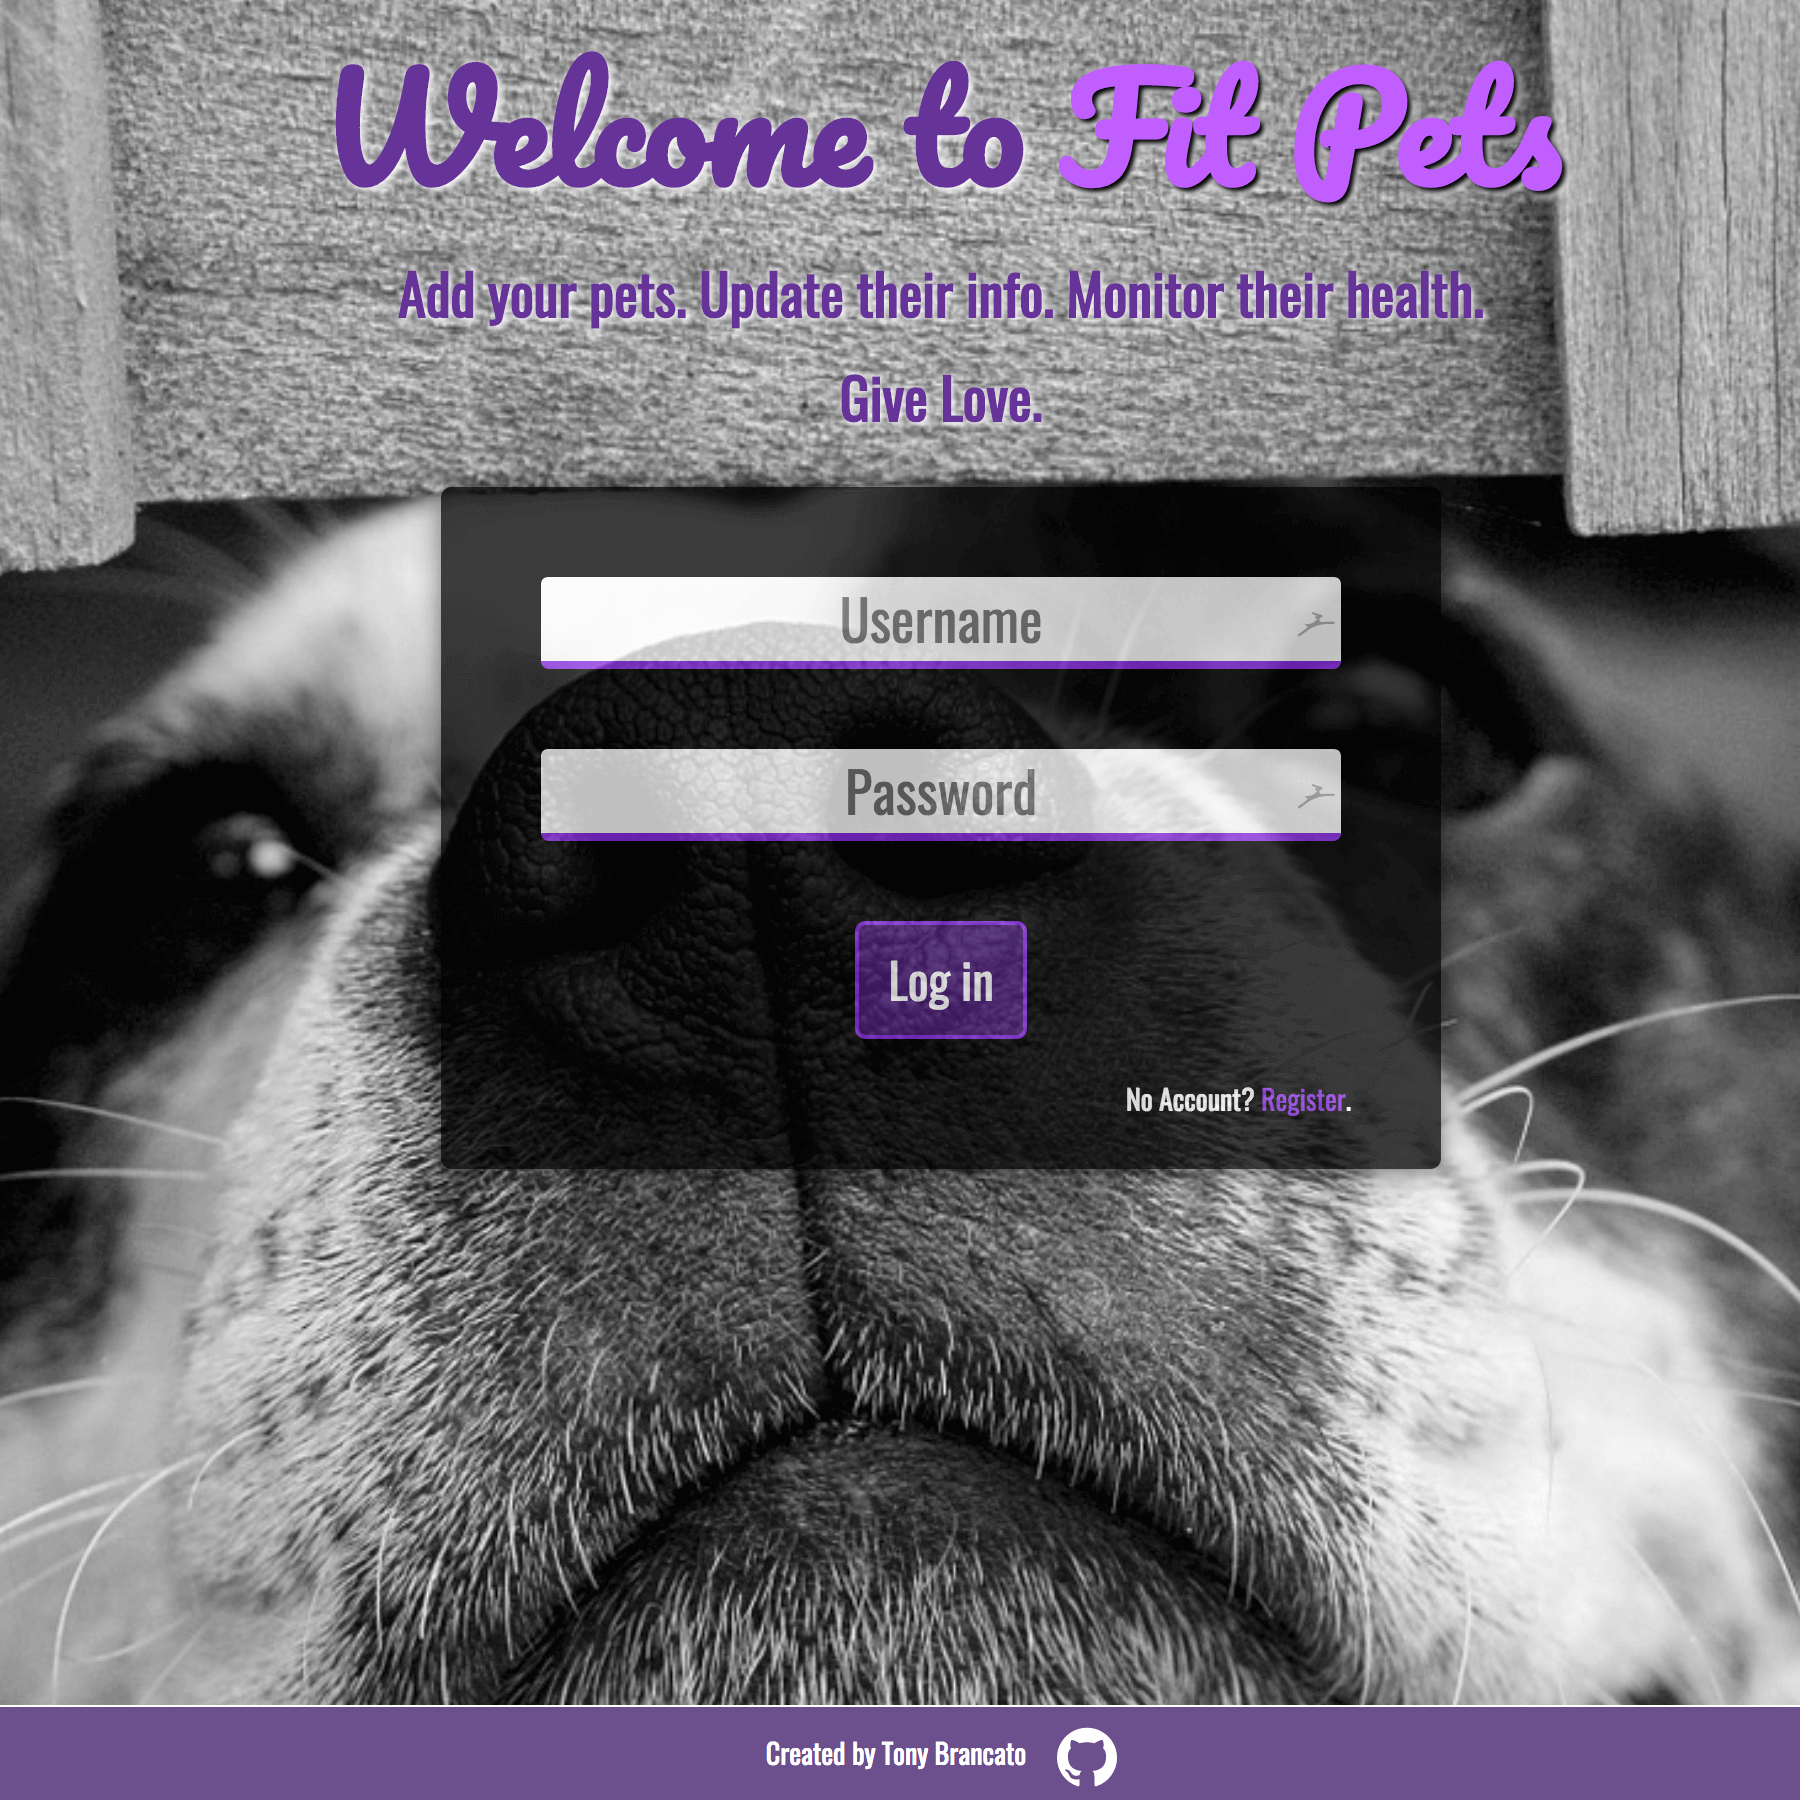 Welcome to Fit Pets
Add your pets. Update their info. Monitor their health.
Give Love.
Username
Password
Log in
No Account? Register.
Created by Tony Brancato